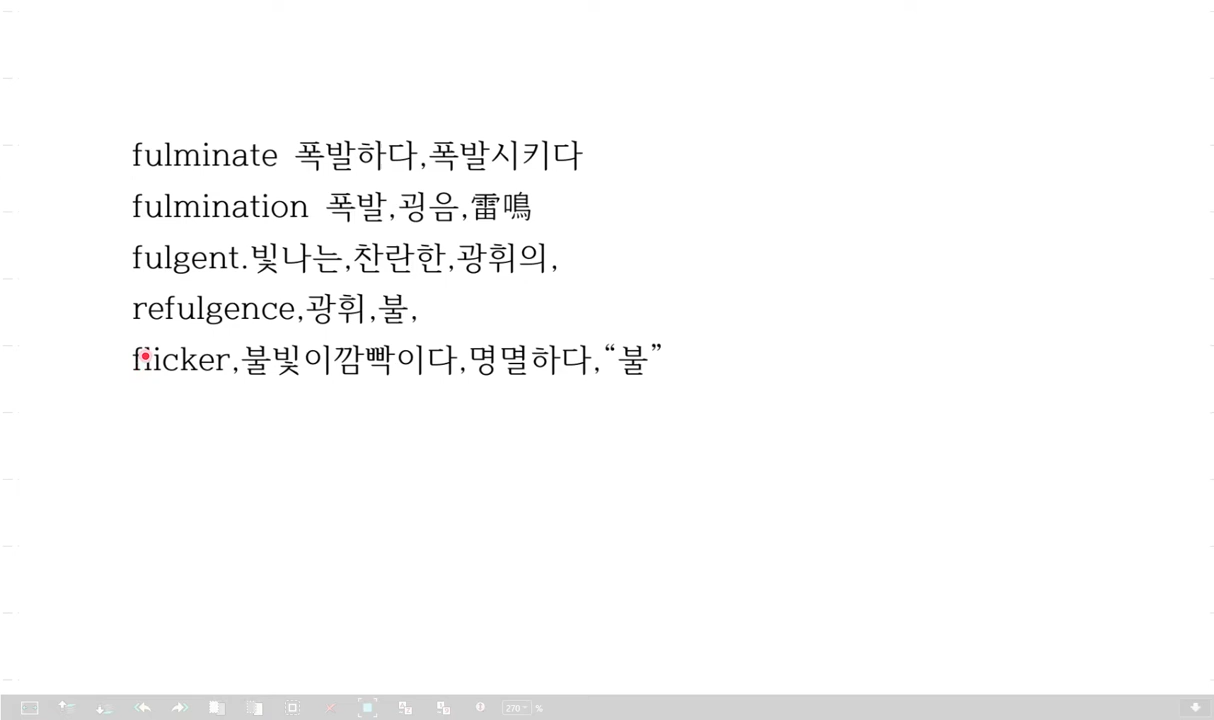 fulminate 폭발하다,폭발시키다
fulmination 폭발,굉음,雷鳴
fulgent.빛나는,찬란한,광휘의,
refulgence,광휘,불,
flicker,불빛이깜빡이다,명멸하다,“불”
270 %